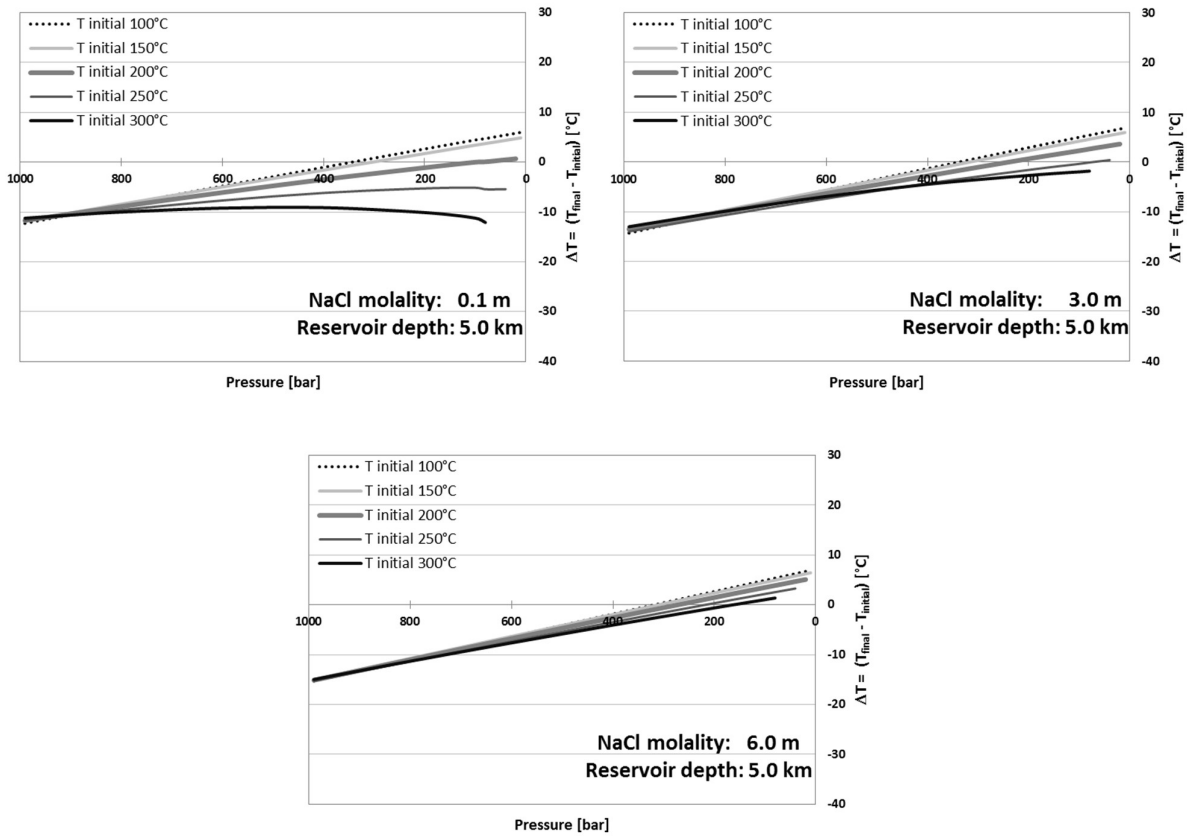 T initial 100°C
T initial 150°C
T initial 200°C
T initial 250°C
T initial 300°C
30
20
10
0
-10
-20
-30
-40
1000
800
600
400
200
0
ΔT = (Tfinal - Tinitial) [°C]
NaCl molality: 0.1 m
Reservoir depth: 5.0 km
Pressure [bar]
T initial 100°C
T initial 150°C
T initial 200°C
T initial 250°C
T initial 300°C
30
20
10
0
-10
-20
-30
-40
1000
800
600
400
200
0
ΔT = (Tfinal - Tinitial) [°C]
NaCl molality: 3.0 m
Reservoir depth: 5.0 km
Pressure [bar]
T initial 100°C
T initial 150°C
T initial 200°C
T initial 250°C
T initial 300°C
30
20
10
0
-10
-20
-30
-40
1000
800
600
400
200
0
ΔT = (Tfinal - Tinitial) [°C]
NaCl molality: 6.0 m
Reservoir depth: 5.0 km
Pressure [bar]